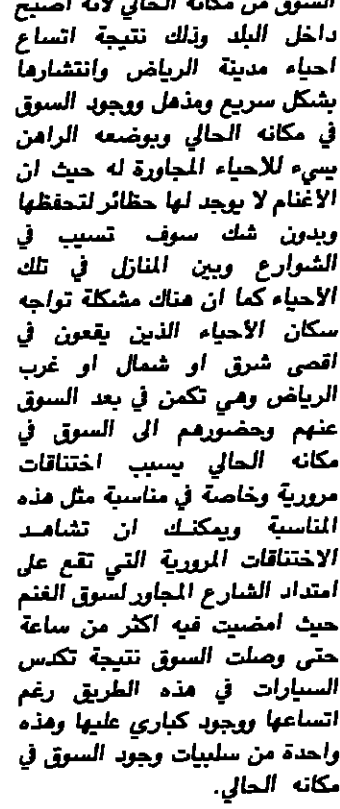 السوق من مكانه الحالي لانه اصبح
داخل البلد وذلك نتيجة اتساع
احياء مدينة الرياض وانتشارها
بشكل سريع ومذهل ووجود السوق
في مكانه الحالي وبوضعه الراهن
يسيء للاحياء المجاورة له حيث ان
الاغنام لا يوجد لها حظائر لتحفظها
وبدون شك سوف تسيب في
الشوارع وبين المنازل في تلك
الاحياء كما ان هناك مشكلة تواجه
سكان الاحياء الذين يقعون في
اقصى شرق او شمال او غرب
الرياض وهي تكمن في بعد السوق
عنهم وحضورهم الى السوق في
مكانه الحالي يسبب اختناقات
مرورية وخاصة في مناسبة مثل هذه
المناسبة ويمكنك ان تشاهد
الاختناقات المرورية التي تقع على
امتداد الشارع المجاور لسوق الغنم
حيث امضيت فيه اكثر من ساعة
حتى وصلت السوق نتيجة تكدس
السيارات في هذه الطريق رغم
اتساعها ووجود كباري عليها وهذه
واحدة من سلبيات وجود السوق في
مكانه الحالي.